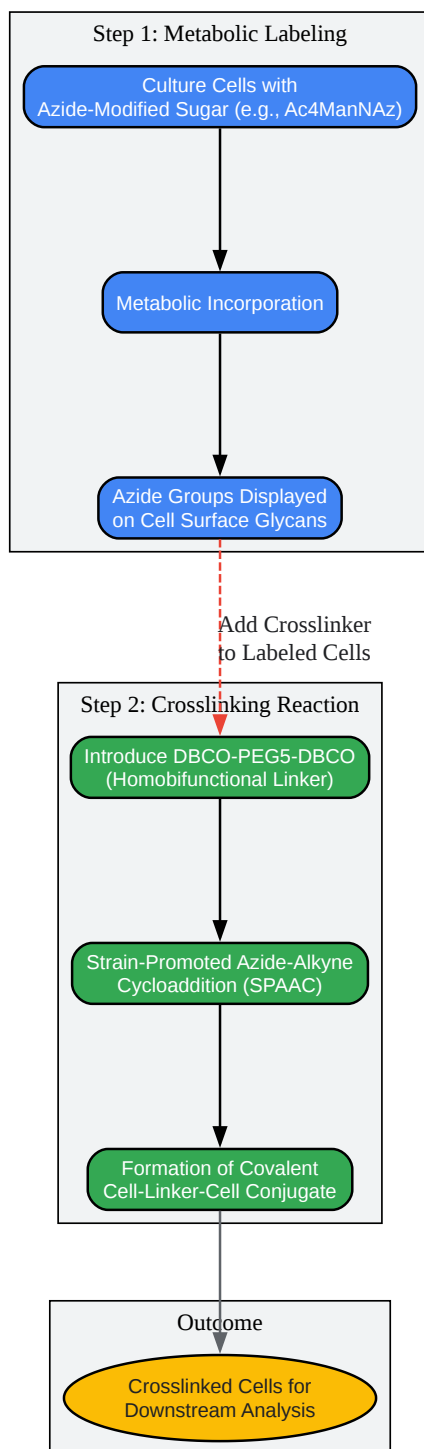 Step 1: Metabolic Labeling
Culture Cells with
Azide-Modified Sugar (e.g., Ac4ManNAz)
Metabolic Incorporation
Azide Groups Displayed
on Cell Surface Glycans
Add Crosslinker
to Labeled Cells
Step 2: Crosslinking Reaction
Introduce DBCO-PEG5-DBCO
(Homobifunctional Linker)
Strain-Promoted Azide-Alkyne
Cycloaddition (SPAAC)
Formation of Covalent
Cell-Linker-Cell Conjugate
Outcome
Crosslinked Cells for
Downstream Analysis